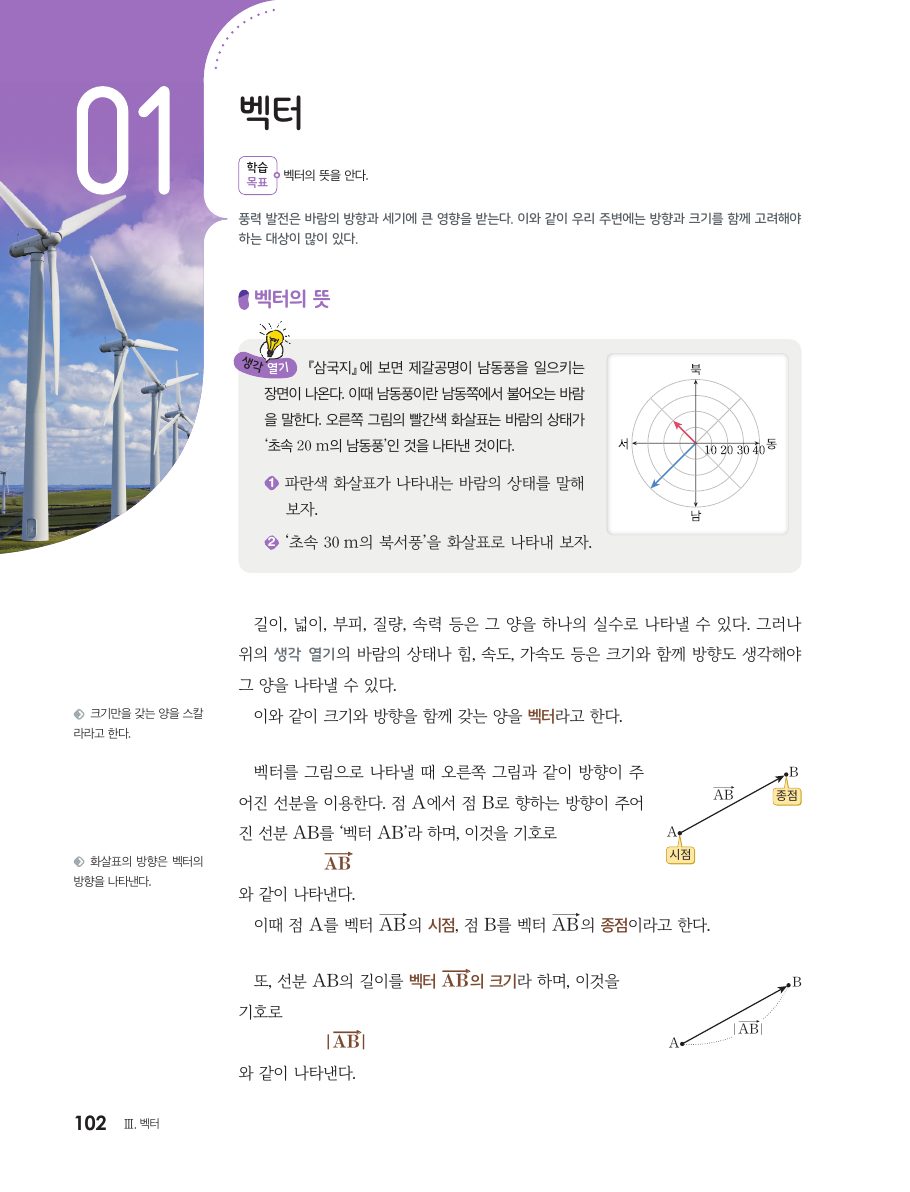 01
벡터
학습
목표
벡터의 뜻을 안다.
풍력 발전은 바람의 방향과 세기에 큰 영향을 받는다. 이와 같이 우리 주변에는 방향과 크기를 함께 고려해야
하는 대상이 많이 있다.
벡터의 뜻
생각 열기
『삼국지』에 보면 제갈공명이 남동풍을 일으키는
장면이 나온다. 이때 남동풍이란 남동쪽에서 불어오는 바람
을 말한다. 오른쪽 그림의 빨간색 화살표는 바람의 상태가
‘초속 20 m의 남동풍’인 것을 나타낸 것이다.
1 파란색 화살표가 나타내는 바람의 상태를 말해
보자.
2 ‘초속 30 m의 북서풍’을 화살표로 나타내 보자.
북
서
10 20 30 40 동
남
길이, 넓이, 부피, 질량, 속력 등은 그 양을 하나의 실수로 나타낼 수 있다. 그러나
위의 생각 열기의 바람의 상태나 힘, 속도, 가속도 등은 크기와 함께 방향도 생각해야
그 양을 나타낼 수 있다.
크기만을 갖는 양을 스칼
라라고 한다.
이와 같이 크기와 방향을 함께 갖는 양을 벡터라고 한다.
벡터를 그림으로 나타낼 때 오른쪽 그림과 같이 방향이 주
어진 선분을 이용한다. 점 A에서 점 B로 향하는 방향이 주어
진 선분 AB를 ‘벡터 AB’라 하며, 이것을 기호로
AB
B
종점
A
시점
화살표의 방향은 벡터의
방향을 나타낸다.
AB
와 같이 나타낸다.
이때 점 A를 벡터 AB의 시점, 점 B를 벡터 AB의 종점이라고 한다.
또, 선분 AB의 길이를 벡터 AB의 크기라 하며, 이것을
기호로
|AB|
와 같이 나타낸다.
B
|AB|
A
102
Ⅲ. 벡터